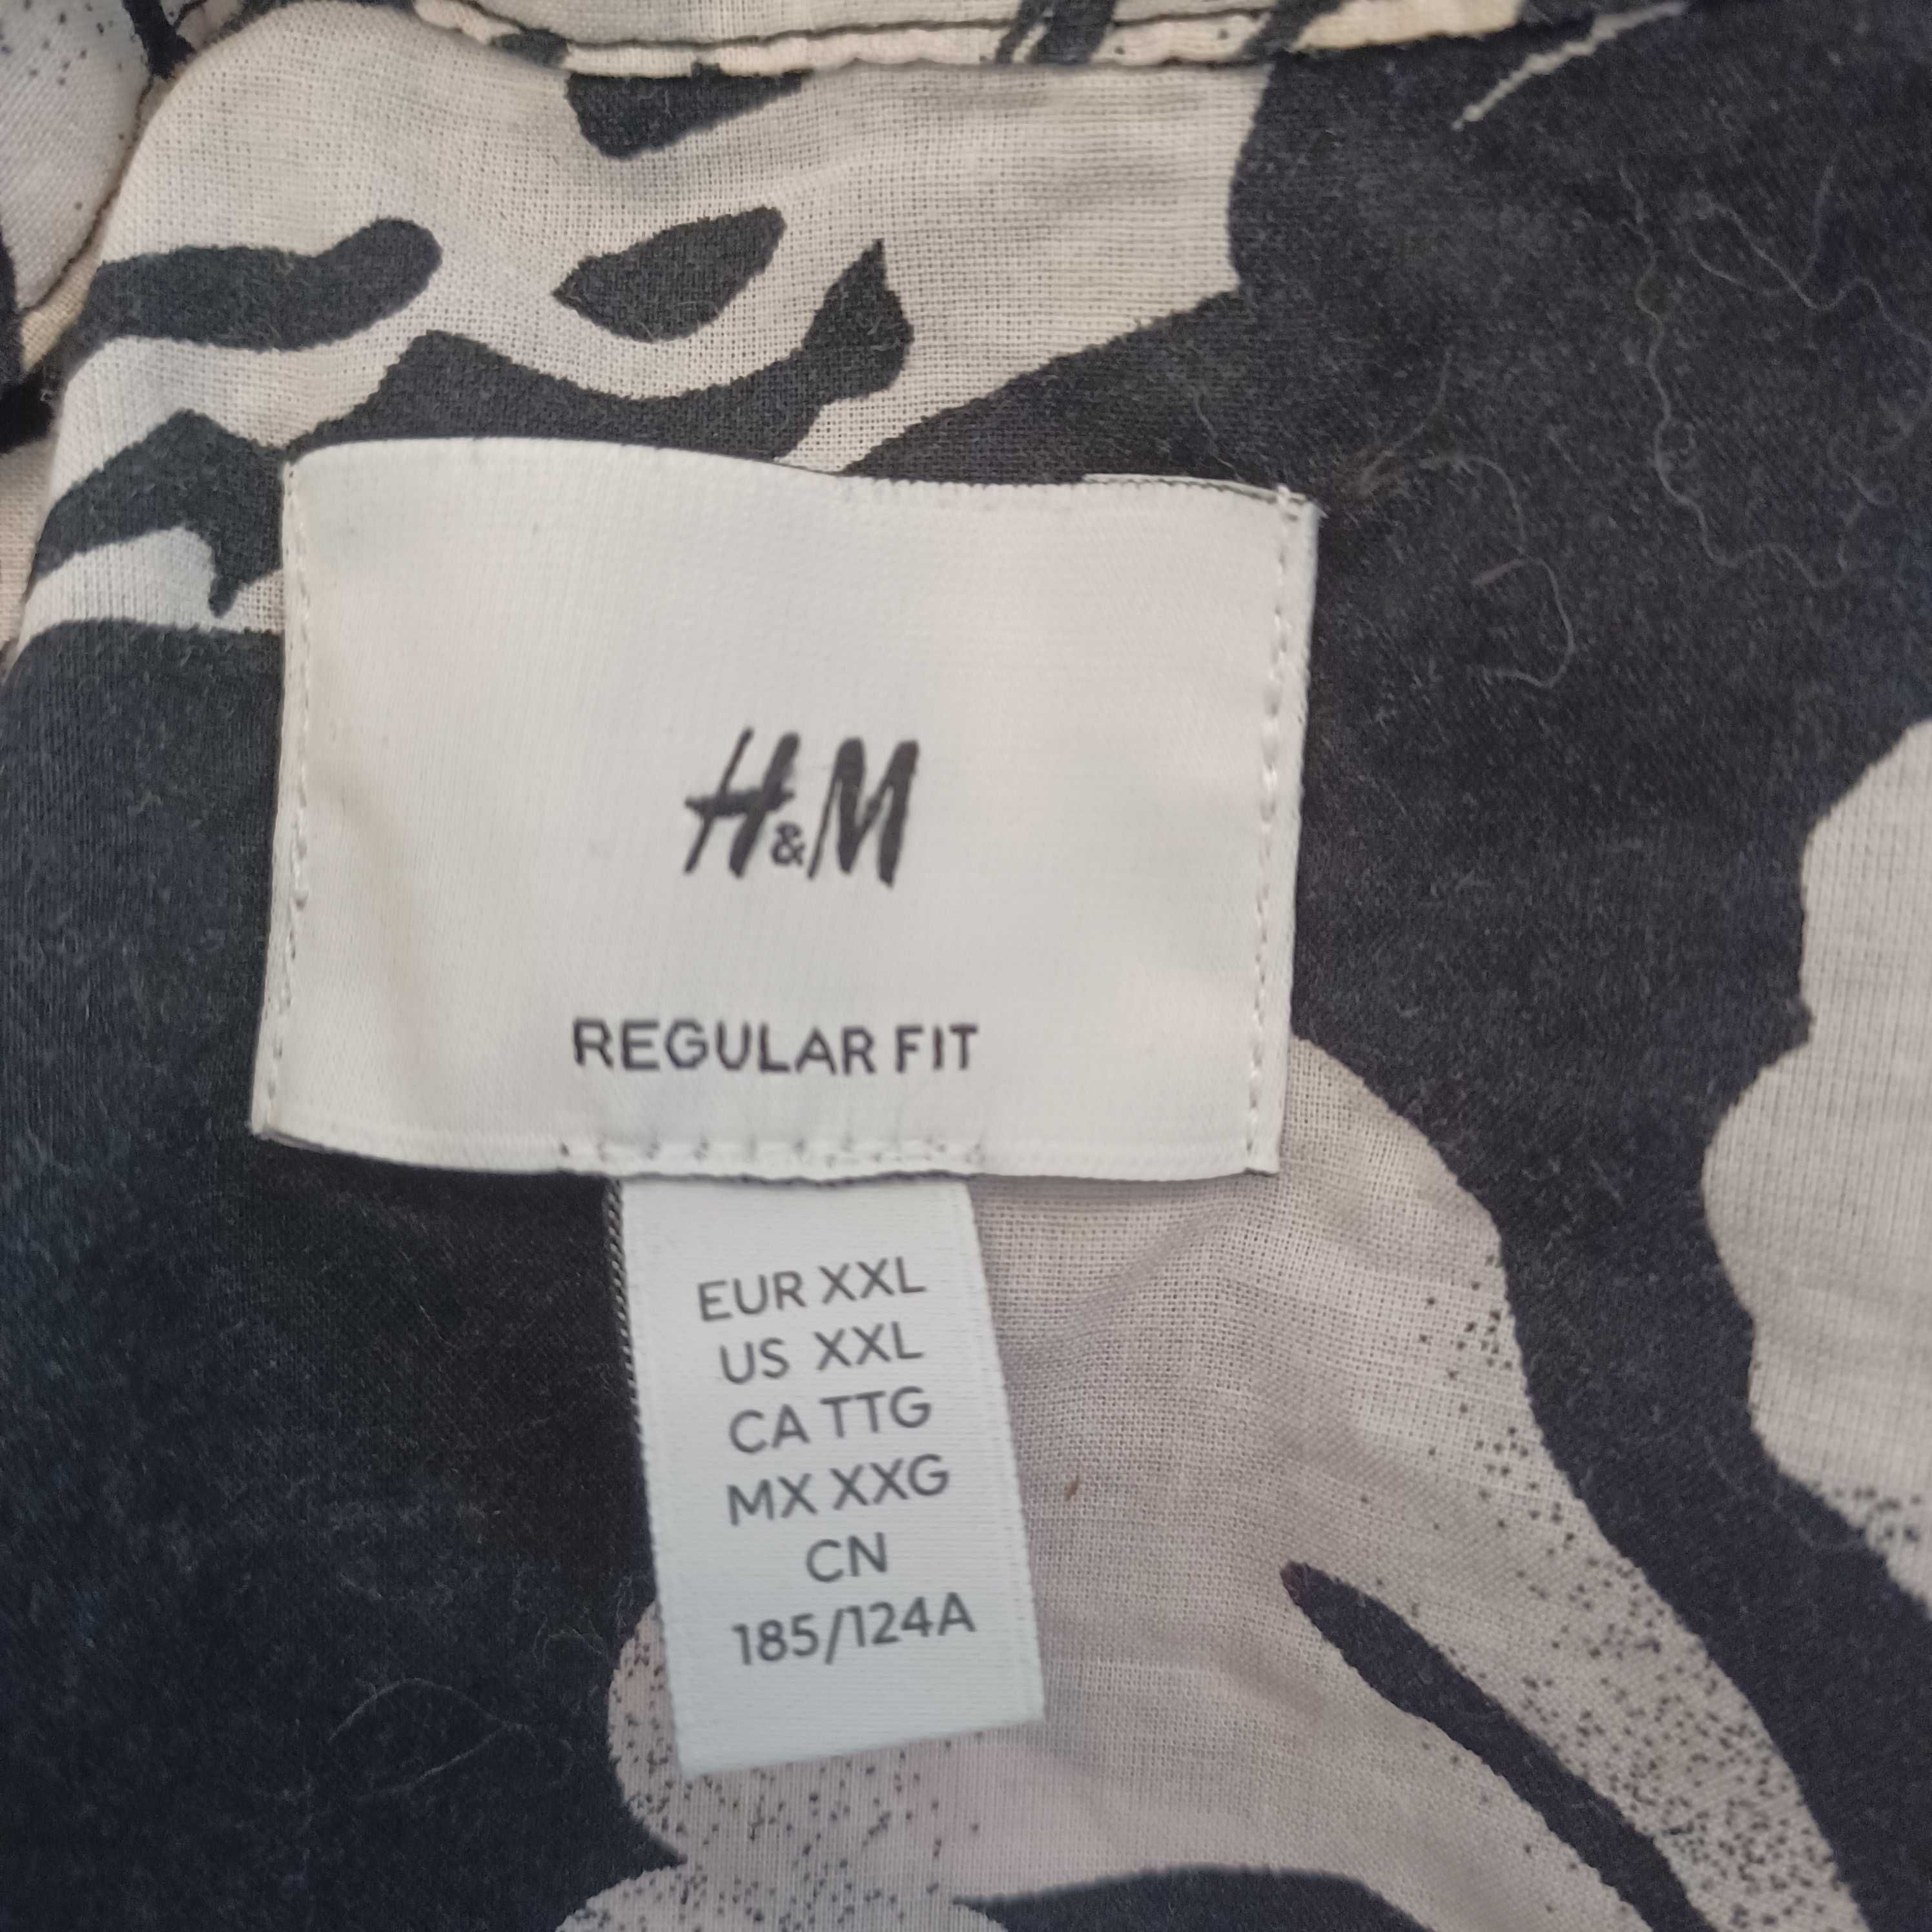 H&M
REGULAR FIT
EUR XXL
US XXL
CA TTG
MX XXG
CN
185/124A